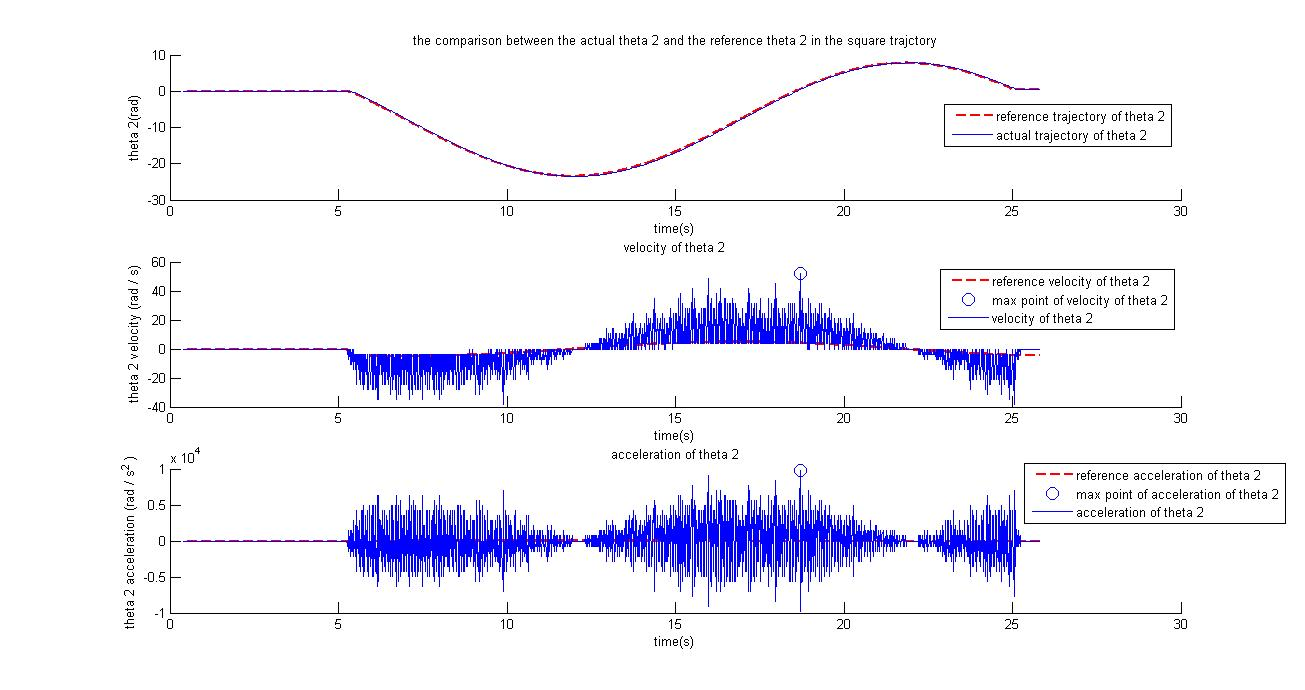 the comparison between the actual theta 2 and the reference theta 2 in the square trajctory
10
0
-10
-20
-30
theta 2(rad)
reference trajectory of theta 2
actual trajectory of theta 2
0 5 10 15 20 25 30
time(s)
velocity of theta 2
60
40
20
0
-20
-40
theta 2 velocity (rad / s)
reference velocity of theta 2
max point of velocity of theta 2
velocity of theta 2
0 5 10 15 20 25 30
time(s)
acceleration of theta 2
x 10^4
1
0.5
0
-0.5
-1
theta 2 acceleration (rad / s^2 )
reference acceleration of theta 2
max point of acceleration of theta 2
acceleration of theta 2
0 5 10 15 20 25 30
time(s)